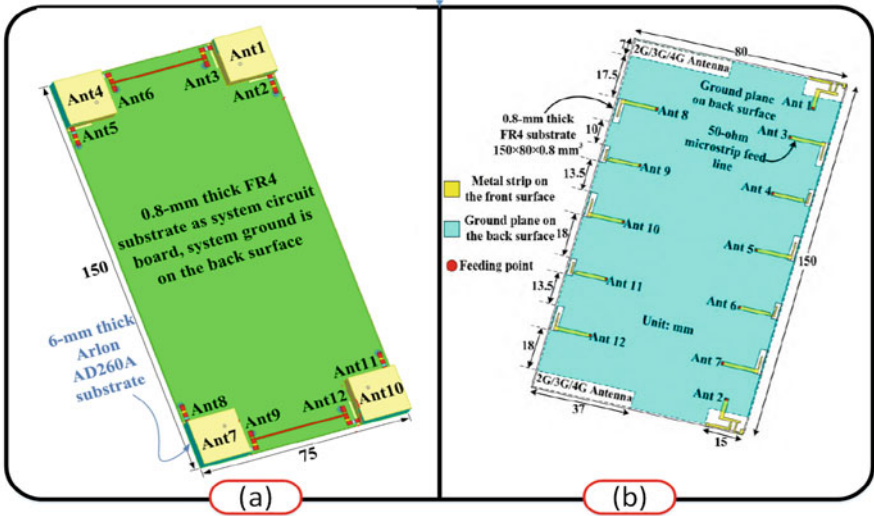 Ant1
Ant3
Ant2
Ant4
Ant6
Ant5
0.8-mm thick FR4
substrate as system circuit
board, system ground is
on the back surface
150
6-mm thick
Arlon
AD260A
substrate
Ant8
Ant9
Ant7
Ant12
Ant11
Ant10
75
(a)
80
7
2G/3G/4G Antenna
17.5
Ground plane
on back surface
Ant 1
0.8-mm thick
FR4 substrate
150×80×0.8 mm³
Ant 8
Ant 3
50-ohm
microstrip feed
line
10
Ant 9
13.5
Ant 4
Metal strip on
the front surface
Ant 10
Ground plane on
the back surface
18
Ant 5
150
Feeding point
Ant 11
13.5
Ant 6
Unit: mm
Ant 12
18
Ant 7
Ant 2
2G/3G/4G Antenna
37
15
(b)